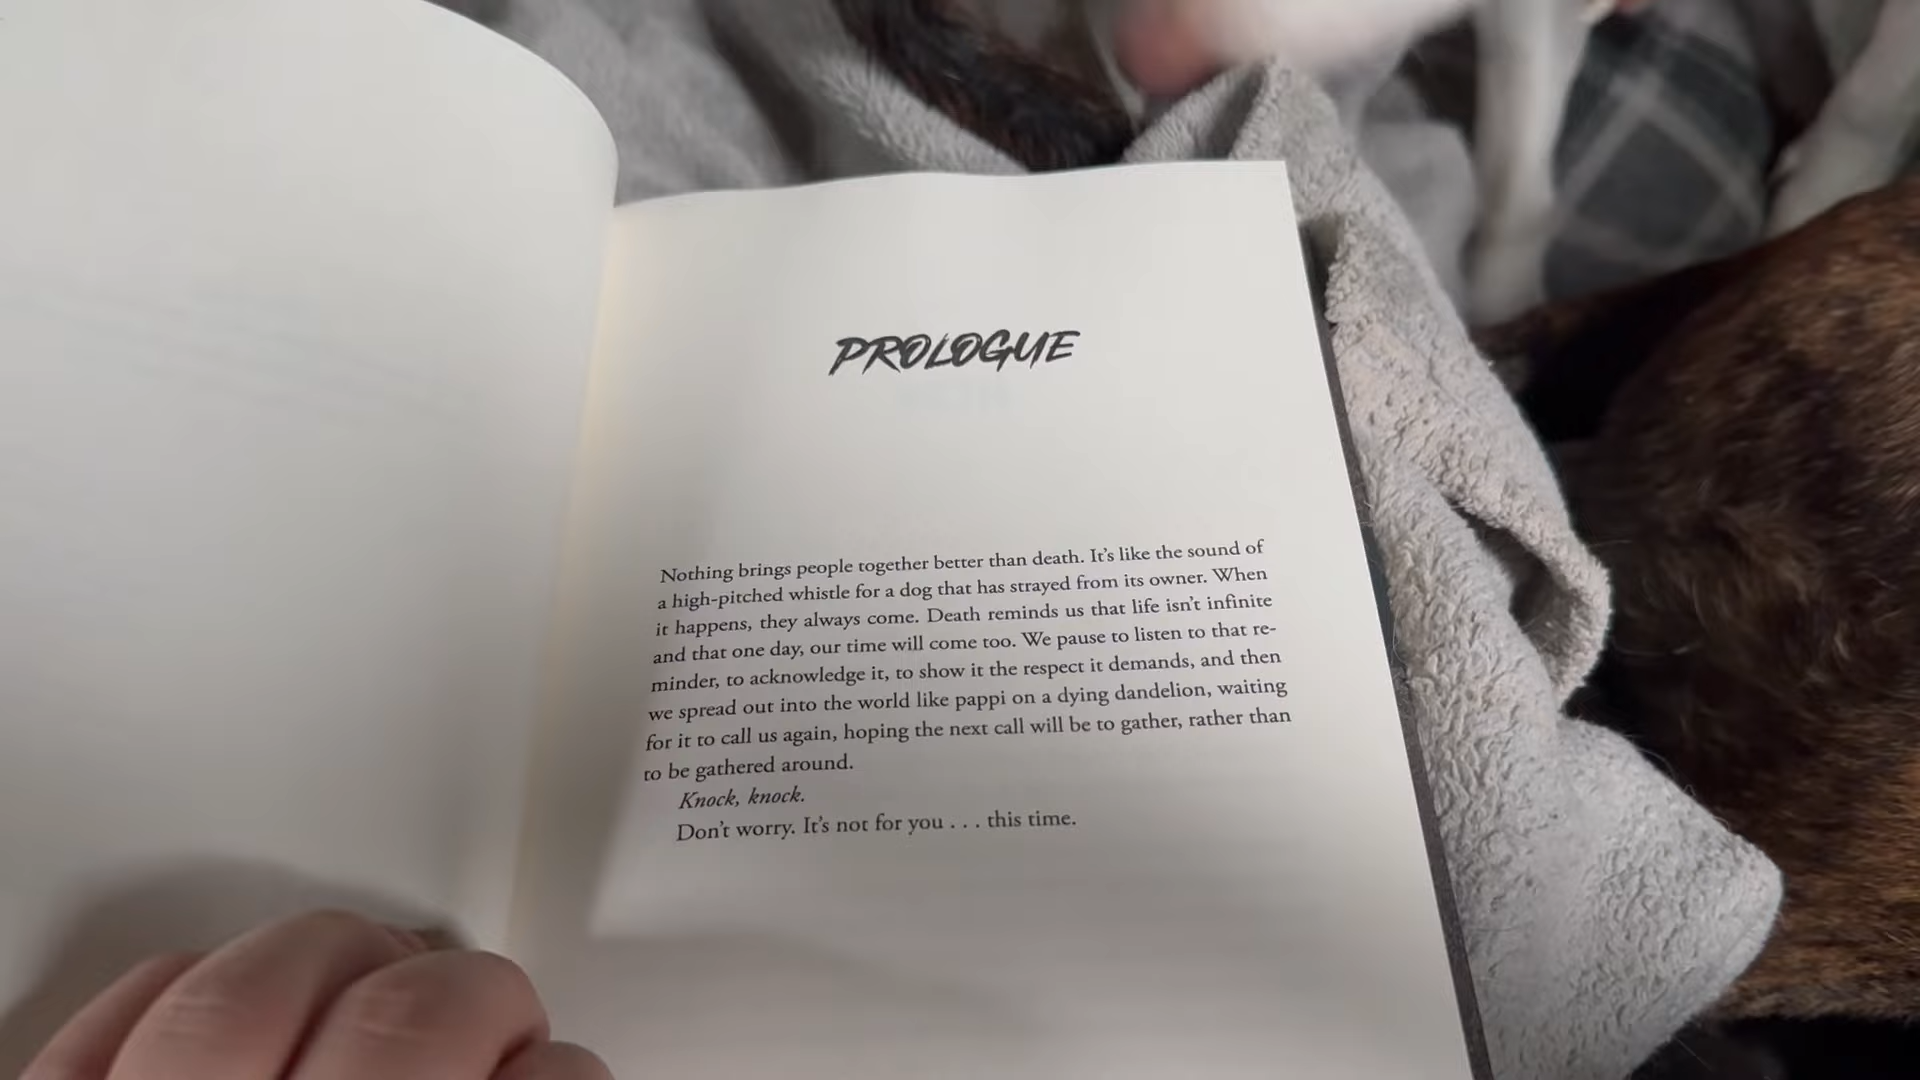 PROLOGUE
Nothing brings people together better than death. It's like the sound of
a high-pitched whistle for a dog that has strayed from its owner. When
it happens, they always come. Death reminds us that life isn't infinite
and that one day, our time will come too. We pause to listen to that re-
minder, to acknowledge it, to show it the respect it demands, and then
we spread out into the world like pappi on a dying dandelion, waiting
for it to call us again, hoping the next call will be to gather, rather than
to be gathered around.
Knock, knock.
Don't worry. It's not for you . . . this time.